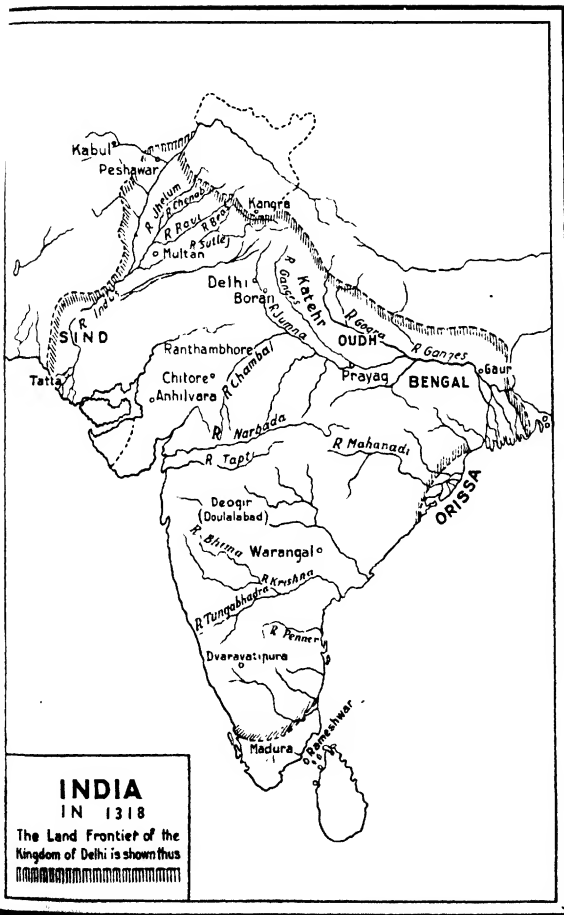 Kabul
Peshawar
R Jhelum
R Chenab
R Ravi
R Beas
Kangra
R Sutlej
Multan
R Indus
Delhi
Boran
R Ganges
Katehr
R Jumna
R Gogra
SIND
OUDH
R Ganges
Ranthambhore
R Chambal
Tatta
Chitore
Prayag
BENGAL
Gaur
Anhilvara
R Narbada
R Mahanadi
R Tapti
ORISSA
Deogir
(Doulalabad)
R Bhima
Warangal
R Krishna
R Tungabhadra
R Penner
Dvaravatipura
Rameshwar
Madura
INDIA
IN 1318
The Land Frontier of the
Kingdom of Delhi is shown thus